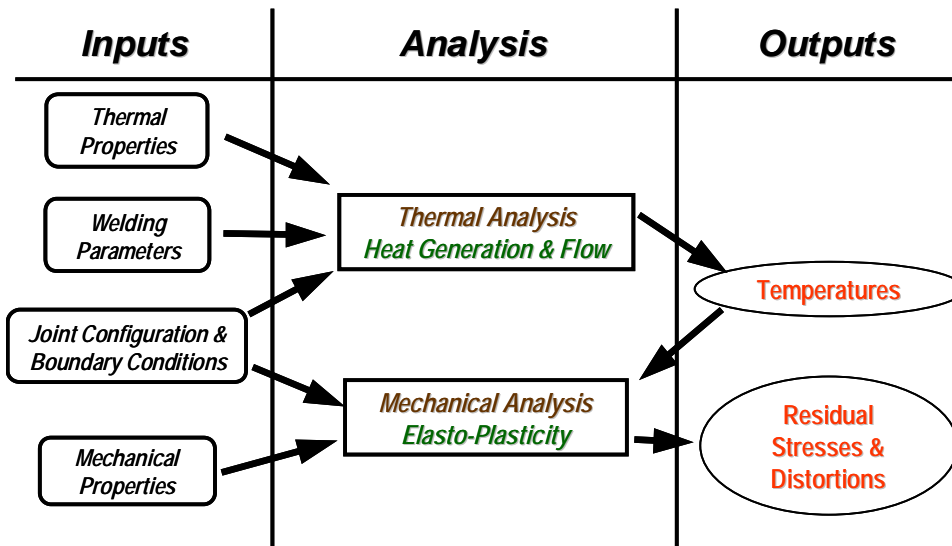 Inputs
Analysis
Outputs
Thermal
Properties
Welding
Parameters
Joint Configuration &
Boundary Conditions
Mechanical
Properties
Thermal Analysis
Heat Generation & Flow
Mechanical Analysis
Elasto-Plasticity
Temperatures
Residual
Stresses &
Distortions